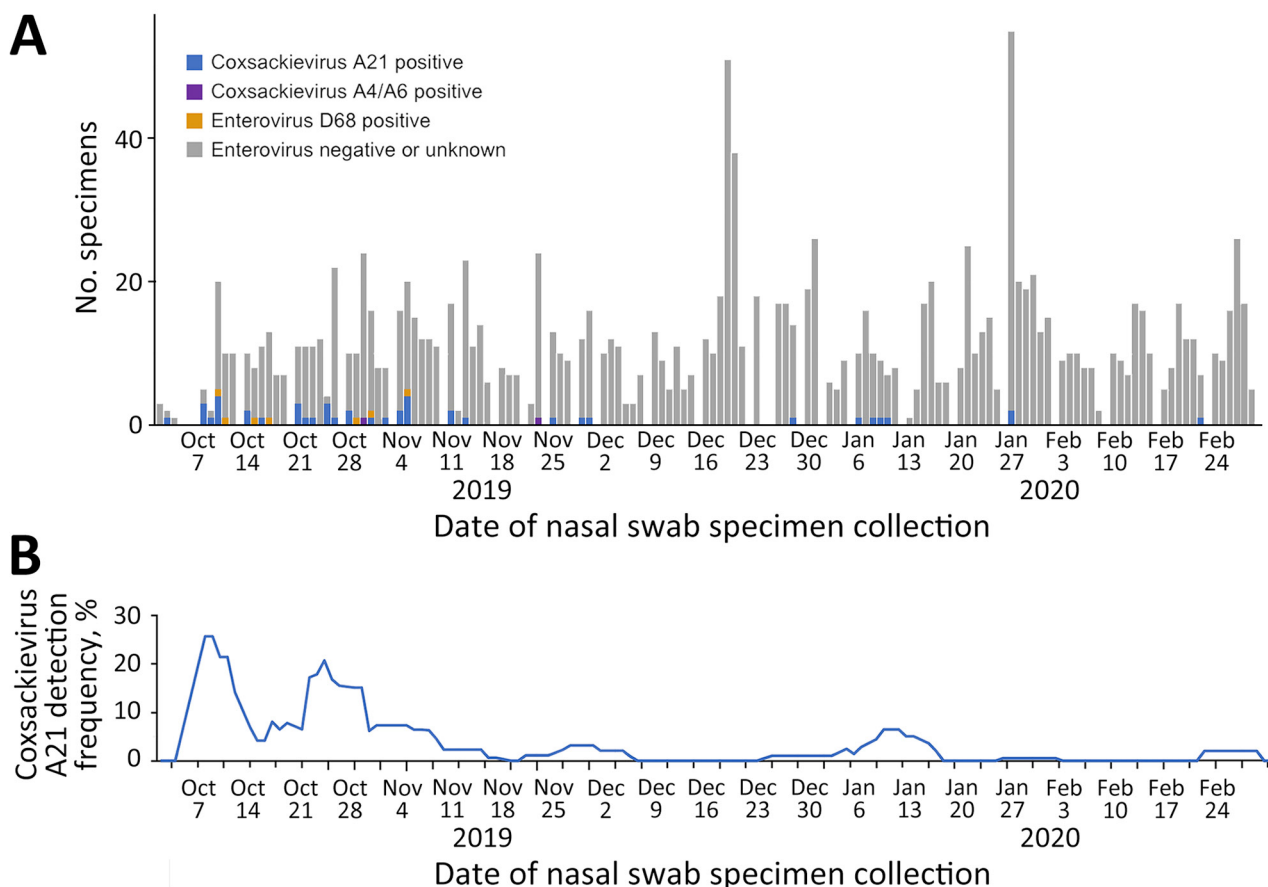 A
No. specimens
40
20
0
Coxsackievirus A21 positive
Coxsackievirus A4/A6 positive
Enterovirus D68 positive
Enterovirus negative or unknown
Oct Oct Oct Oct Nov Nov Nov Nov Dec Dec Dec Dec Dec Jan Jan Jan Jan Feb Feb Feb Feb
7 14 21 28 4 11 18 25 2 9 16 23 30 6 13 20 27 3 10 17 24
2019 2020
Date of nasal swab specimen collection
B
Coxsackievirus
A21 detection
frequency, %
30
20
10
0
Oct Oct Oct Oct Nov Nov Nov Nov Dec Dec Dec Dec Dec Jan Jan Jan Jan Feb Feb Feb Feb
7 14 21 28 4 11 18 25 2 9 16 23 30 6 13 20 27 3 10 17 24
2019 2020
Date of nasal swab specimen collection